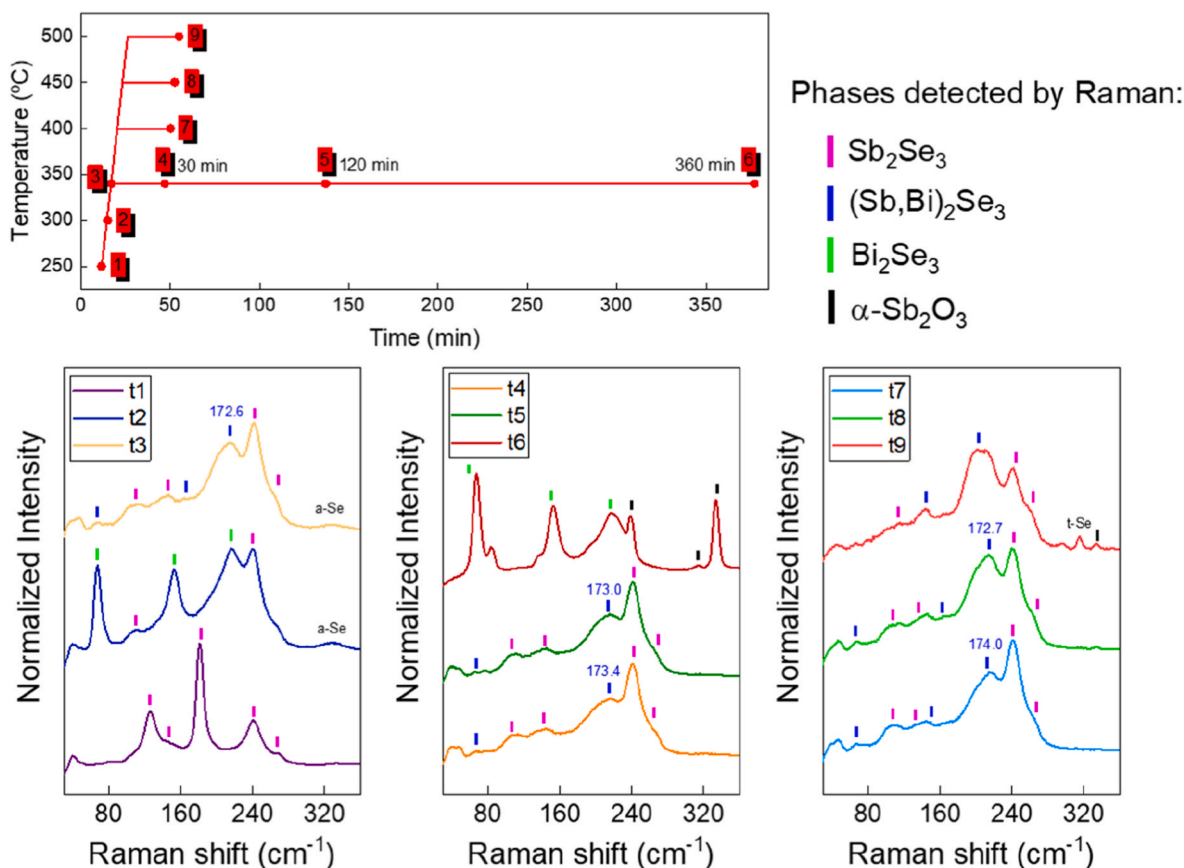 500
450
400
350
300
250
Temperature (ºC)
9
8
7
4 30 min
5 120 min
360 min 6
3
2
1
0 50 100 150 200 250 300 350
Time (min)
Phases detected by Raman:
Sb₂Se₃
(Sb,Bi)₂Se₃
Bi₂Se₃
α-Sb₂O₃
Normalized Intensity
t1
t2
t3
172.6
a-Se
a-Se
80 160 240 320
Raman shift (cm⁻¹)
Normalized Intensity
t4
t5
t6
173.0
173.4
80 160 240 320
Raman shift (cm⁻¹)
Normalized Intensity
t7
t8
t9
t-Se
172.7
174.0
80 160 240 320
Raman shift (cm⁻¹)